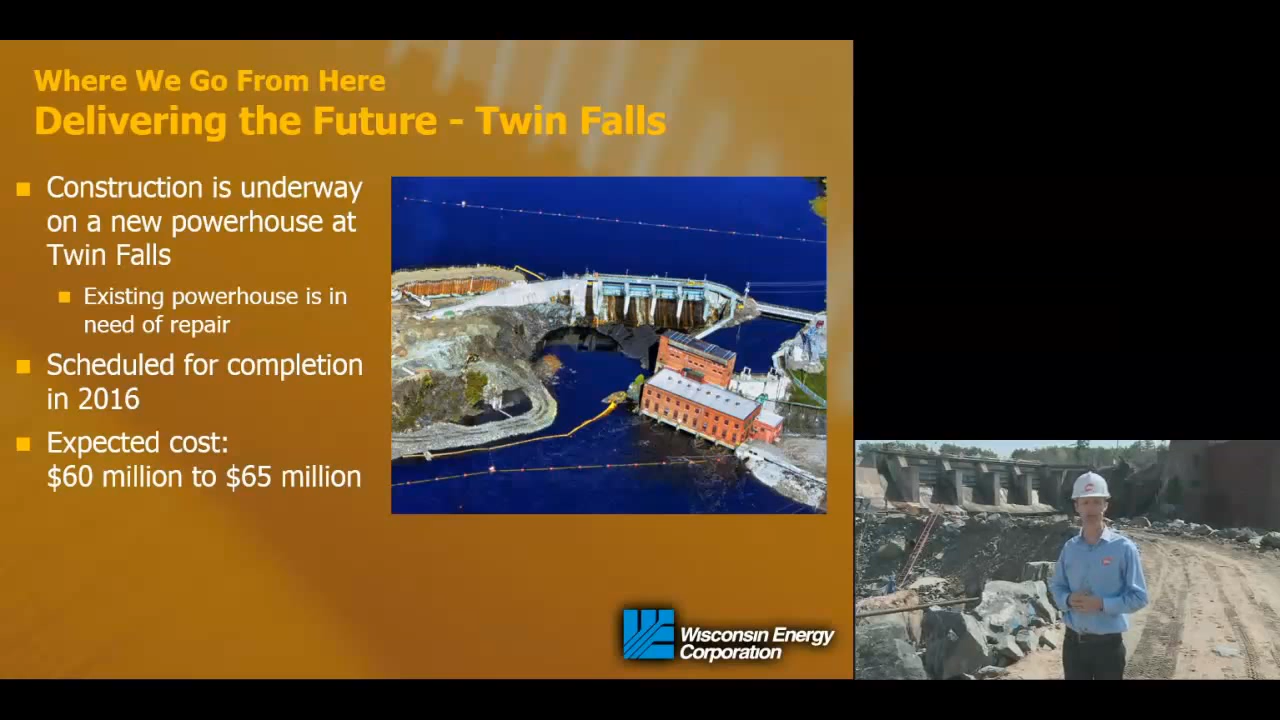 Where We Go From Here
Delivering the Future - Twin Falls
Construction is underway
on a new powerhouse at
Twin Falls
Existing powerhouse is in
need of repair
Scheduled for completion
in 2016
Expected cost:
$60 million to $65 million
Wisconsin Energy
Corporation